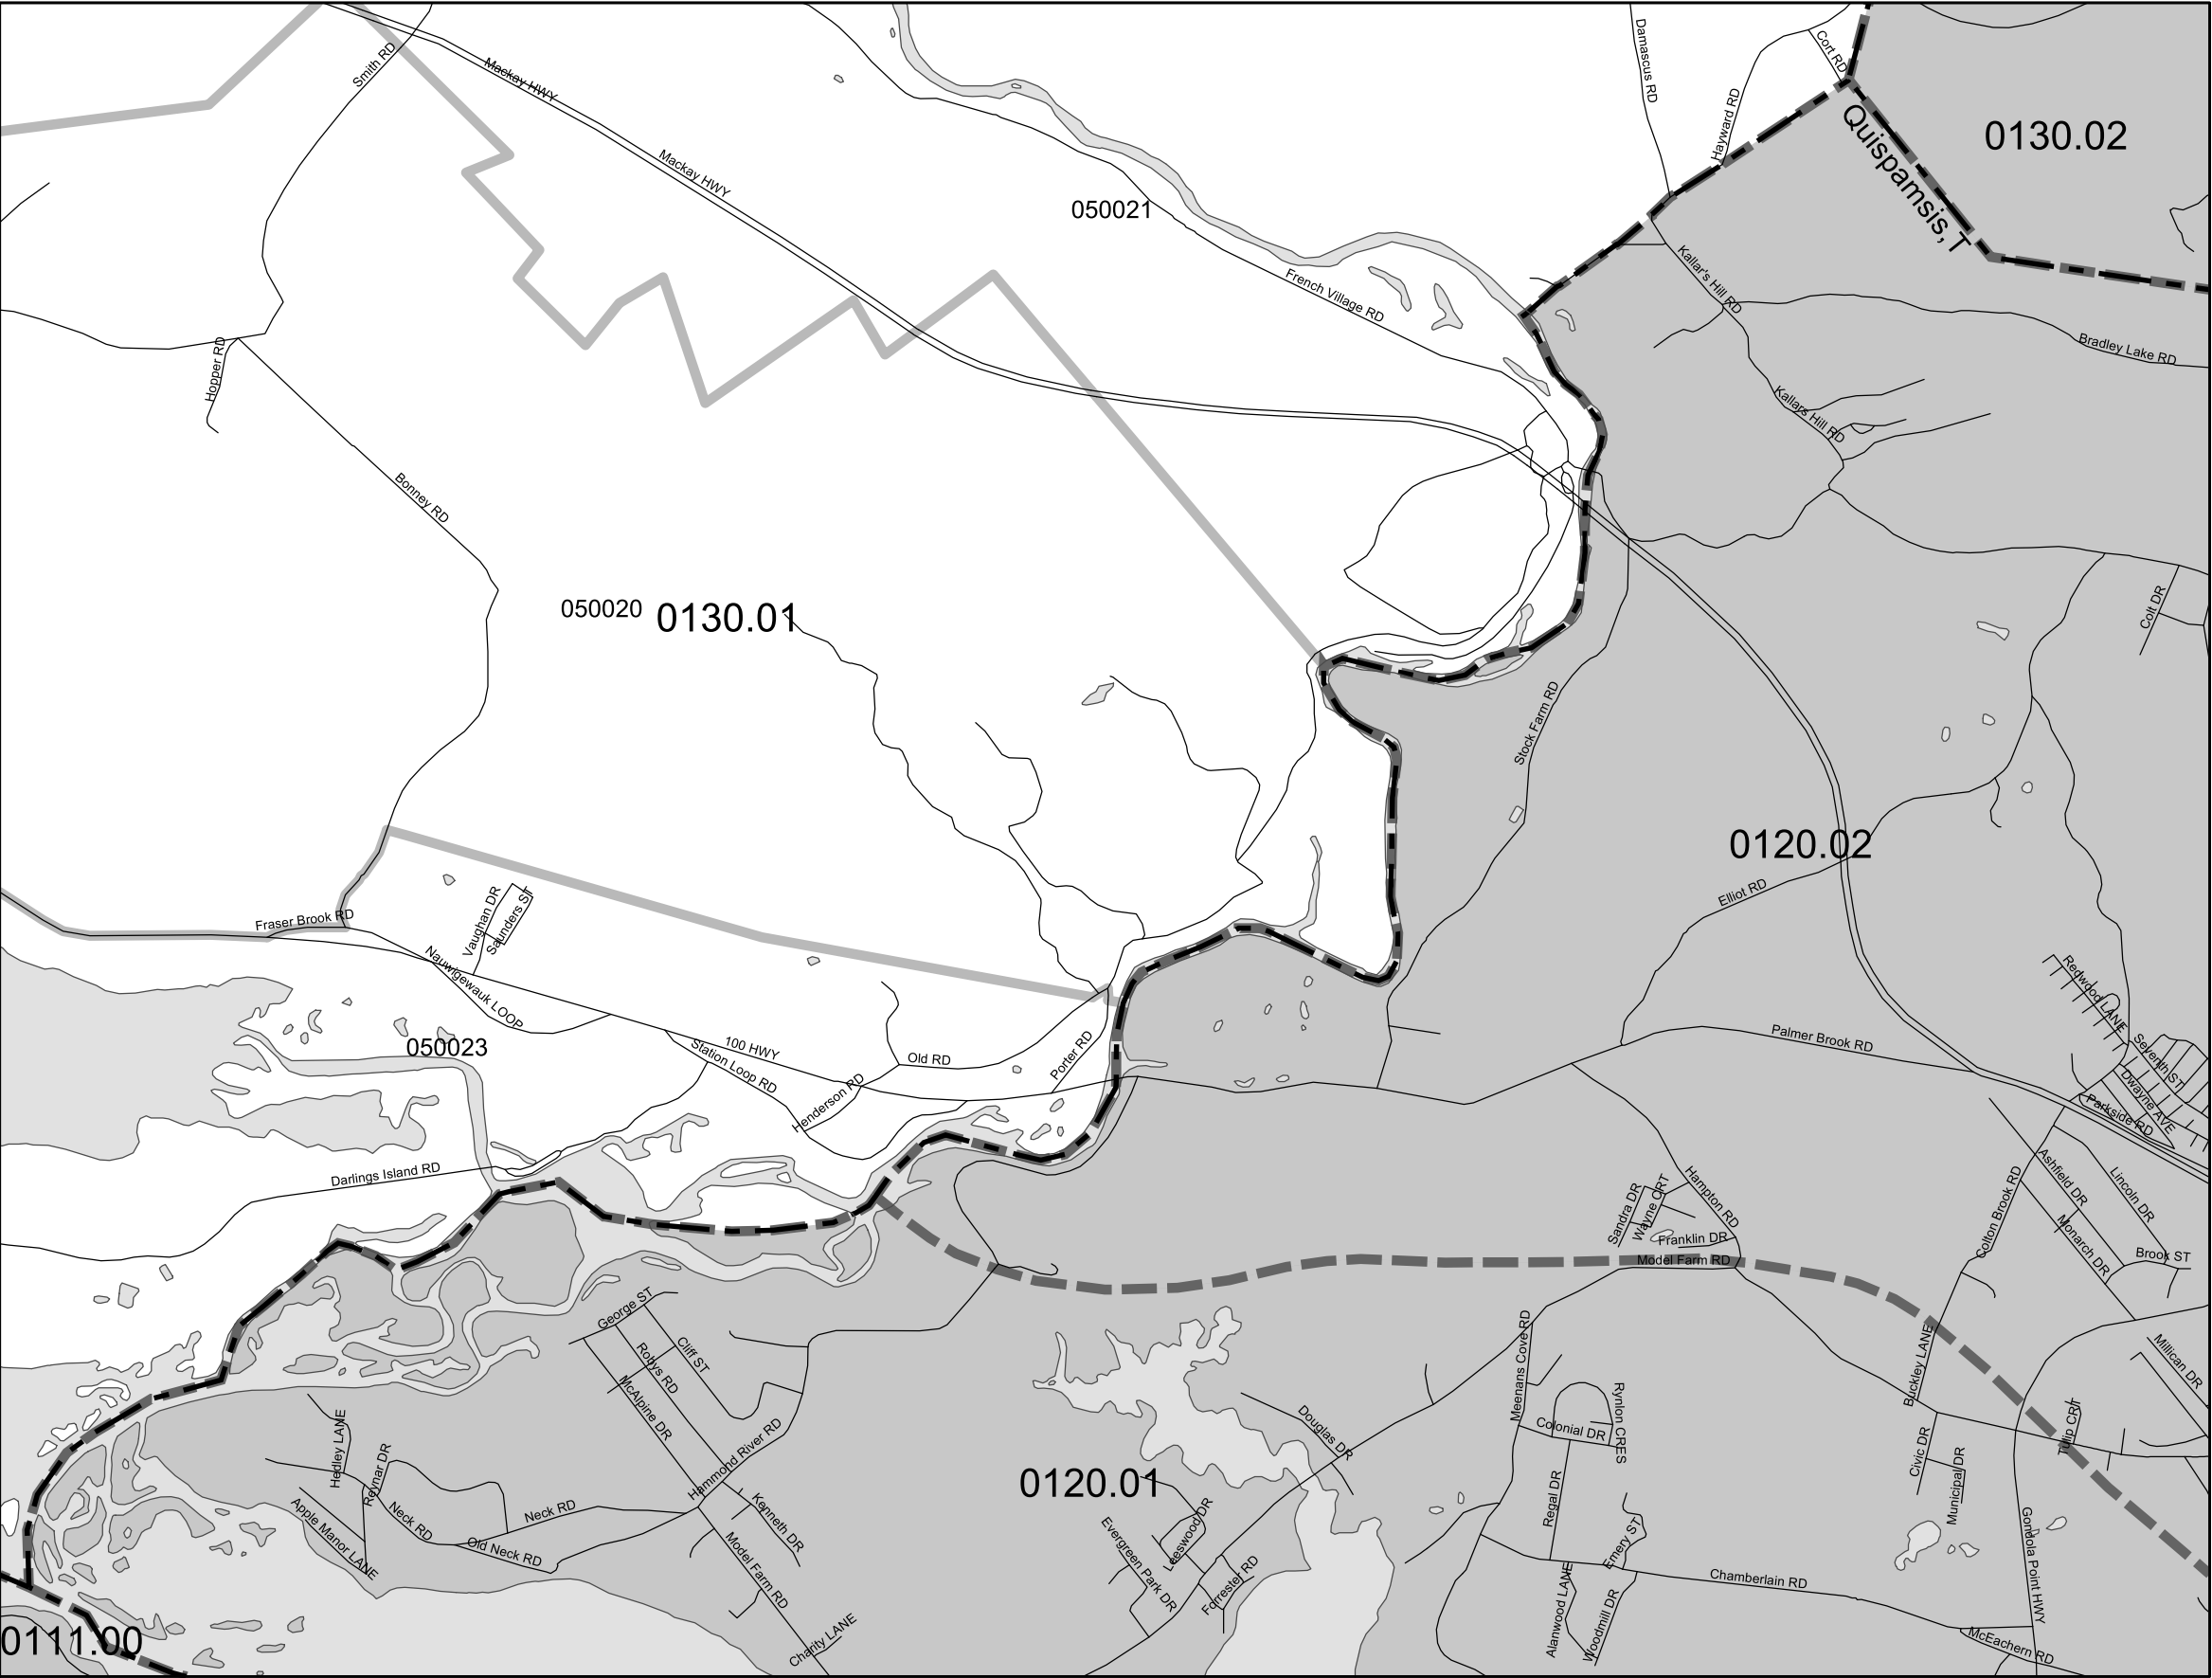 Smith RD
Mackay HWY
Damascus RD
Cort RD
Hayward RD
Quispamsis, T
0130.02
Mackay HWY
050021
French Village RD
Kallar's Hill RD
Bradley Lake RD
Hopper RD
Kallars Hill RD
Bonney RD
050020
0130.01
Colt DR
Stock Farm RD
0120.02
Elliot RD
Fraser Brook RD
Vaughan DR
Saunders ST
Nauwigewauk LOOP
Redwood LANE
050023
100 HWY
Station Loop RD
Old RD
Porter RD
Palmer Brook RD
Seventh ST
Dwayne AVE
Parkside RD
Henderson RD
Darlings Island RD
Hampton RD
Sandra DR
Wayne CRT
Franklin DR
Model Farm RD
Colton Brook RD
Ashfield DR
Lincoln DR
Monarch DR
Brook ST
George ST
Robys RD
Cliff ST
McAlpine DR
Meenans Cove RD
Buckley LANE
Millican DR
Hedley LANE
Reynar DR
Hammond River RD
Douglas DR
Colonial DR
Rynlon CRES
Civic DR
Municipal DR
Tulip CRT
Apple Manor LANE
Neck RD
Neck RD
Old Neck RD
Kenneth DR
Model Farm RD
0120.01
Evergreen Park DR
Leeswood DR
Forrester RD
Regal DR
Emery ST
Gondola Point HWY
Chamberlain RD
Alanwood LANE
Woodmill DR
McEachern RD
0111.00
Charity LANE